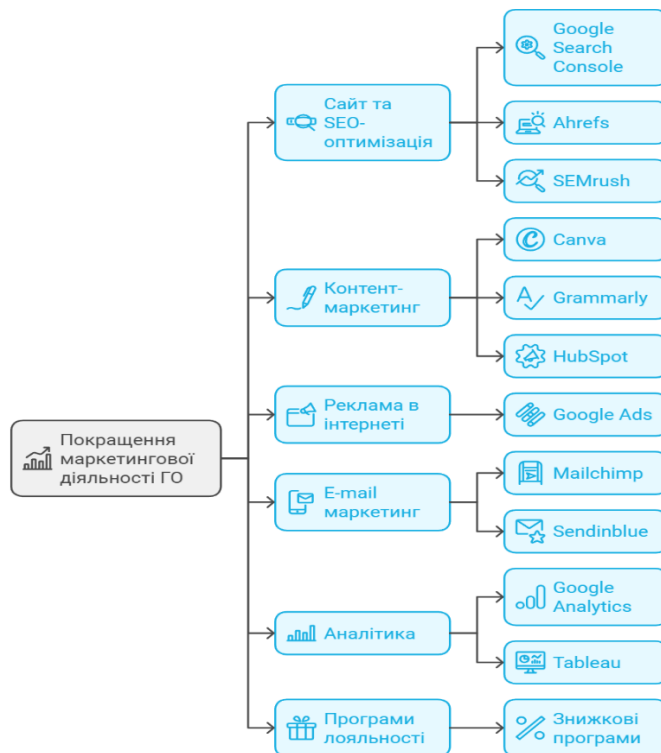 Google
Search
Console
Сайт та
SEO-
оптимізація
Ahrefs
SEMrush
Canva
Контент-
маркетинг
Grammarly
HubSpot
Реклама в
інтернеті
Google Ads
Покращення
маркетингової
діяльності ГО
Mailchimp
E-mail
маркетинг
Sendinblue
Google
Analytics
Аналітика
Tableau
Програми
лояльності
Знижкові
програми